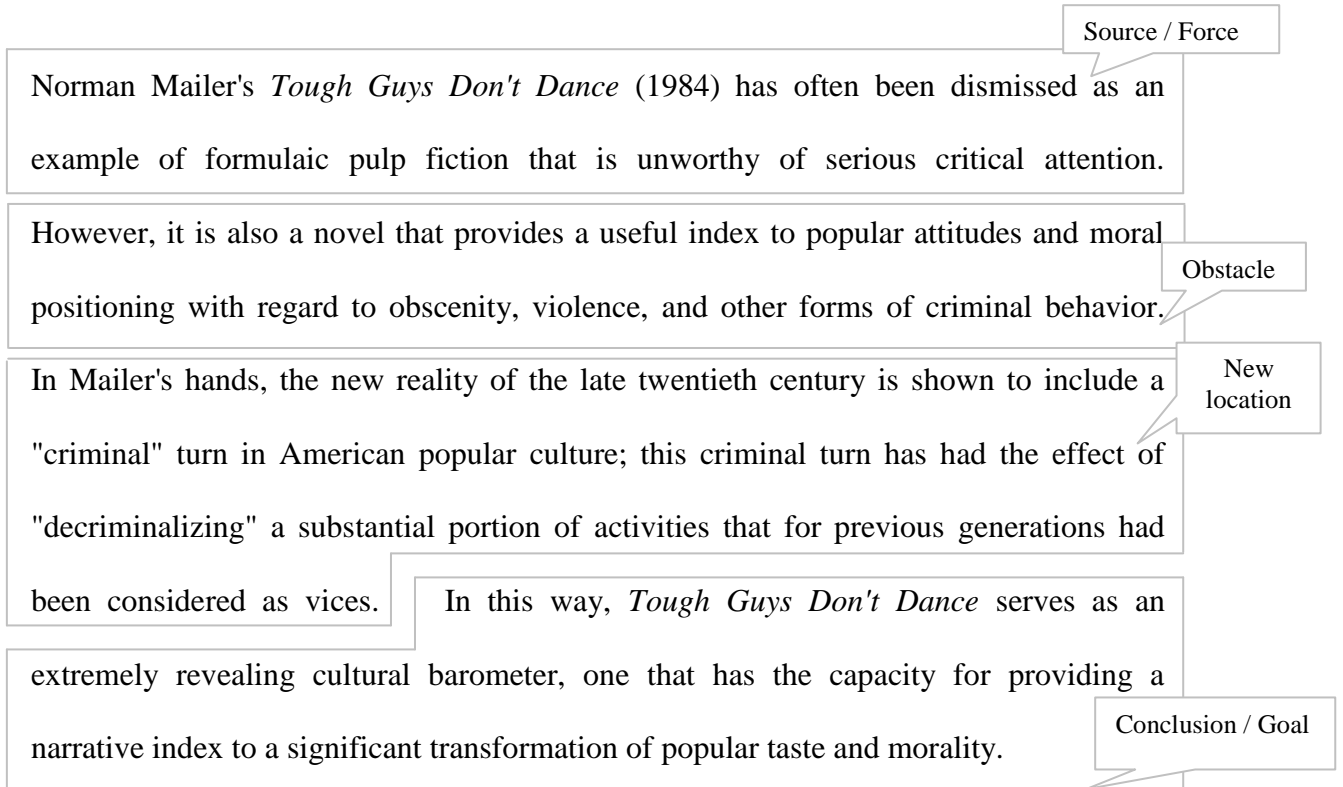 Source / Force
Norman Mailer's Tough Guys Don't Dance (1984) has often been dismissed as an
example of formulaic pulp fiction that is unworthy of serious critical attention.
However, it is also a novel that provides a useful index to popular attitudes and moral
Obstacle
positioning with regard to obscenity, violence, and other forms of criminal behavior.
New
location
In Mailer's hands, the new reality of the late twentieth century is shown to include a
"criminal" turn in American popular culture; this criminal turn has had the effect of
"decriminalizing" a substantial portion of activities that for previous generations had
been considered as vices. In this way, Tough Guys Don't Dance serves as an
extremely revealing cultural barometer, one that has the capacity for providing a
Conclusion / Goal
narrative index to a significant transformation of popular taste and morality.